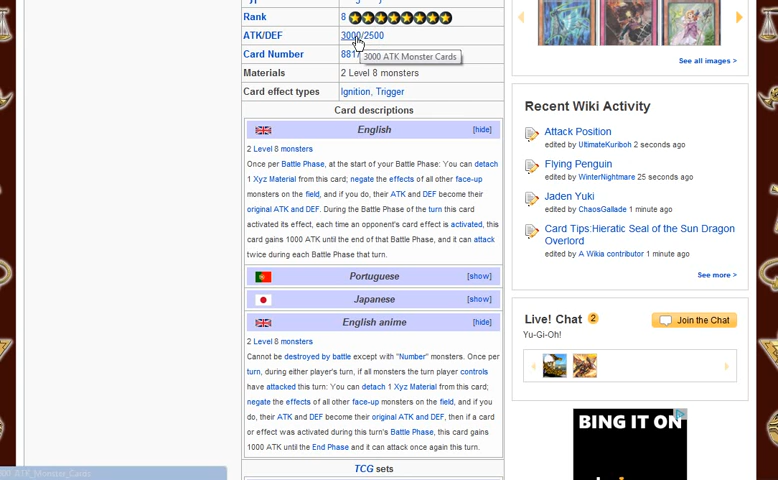 Rank 8
ATK/DEF 3000/2500
3000 ATK Monster Cards
Card Number 8817
Materials 2 Level 8 monsters
Card effect types Ignition, Trigger
Card descriptions
English [hide]
2 Level 8 monsters
Once per Battle Phase, at the start of your Battle Phase: You can detach
1 Xyz Material from this card; negate the effects of all other face-up
monsters on the field, and if you do, their ATK and DEF become their
original ATK and DEF. During the Battle Phase of the turn this card
activated its effect, each time an opponent's card effect is activated, this
card gains 1000 ATK until the end of that Battle Phase, and it can attack
twice during each Battle Phase that turn.
Portuguese [show]
Japanese [show]
English anime [hide]
2 Level 8 monsters
Cannot be destroyed by battle except with "Number" monsters. Once per
turn, during either player's turn, if all monsters the turn player controls
have attacked this turn: You can detach 1 Xyz Material from this card;
negate the effects of all other face-up monsters on the field, and if you
do, their ATK and DEF become their original ATK and DEF, then if a card
or effect was activated during this turn's Battle Phase, this card gains
1000 ATK until the End Phase and it can attack once again this turn.
TCG sets
See all images >
Recent Wiki Activity
Attack Position
edited by UltimateKuriboh 2 seconds ago
Flying Penguin
edited by WinterNightmare 25 seconds ago
Jaden Yuki
edited by ChaosGallade 1 minute ago
Card Tips:Hieratic Seal of the Sun Dragon
Overlord
edited by A Wikia contributor 1 minute ago
See more >
Live! Chat 2
Join the Chat
Yu-Gi-Oh!
BING IT ON